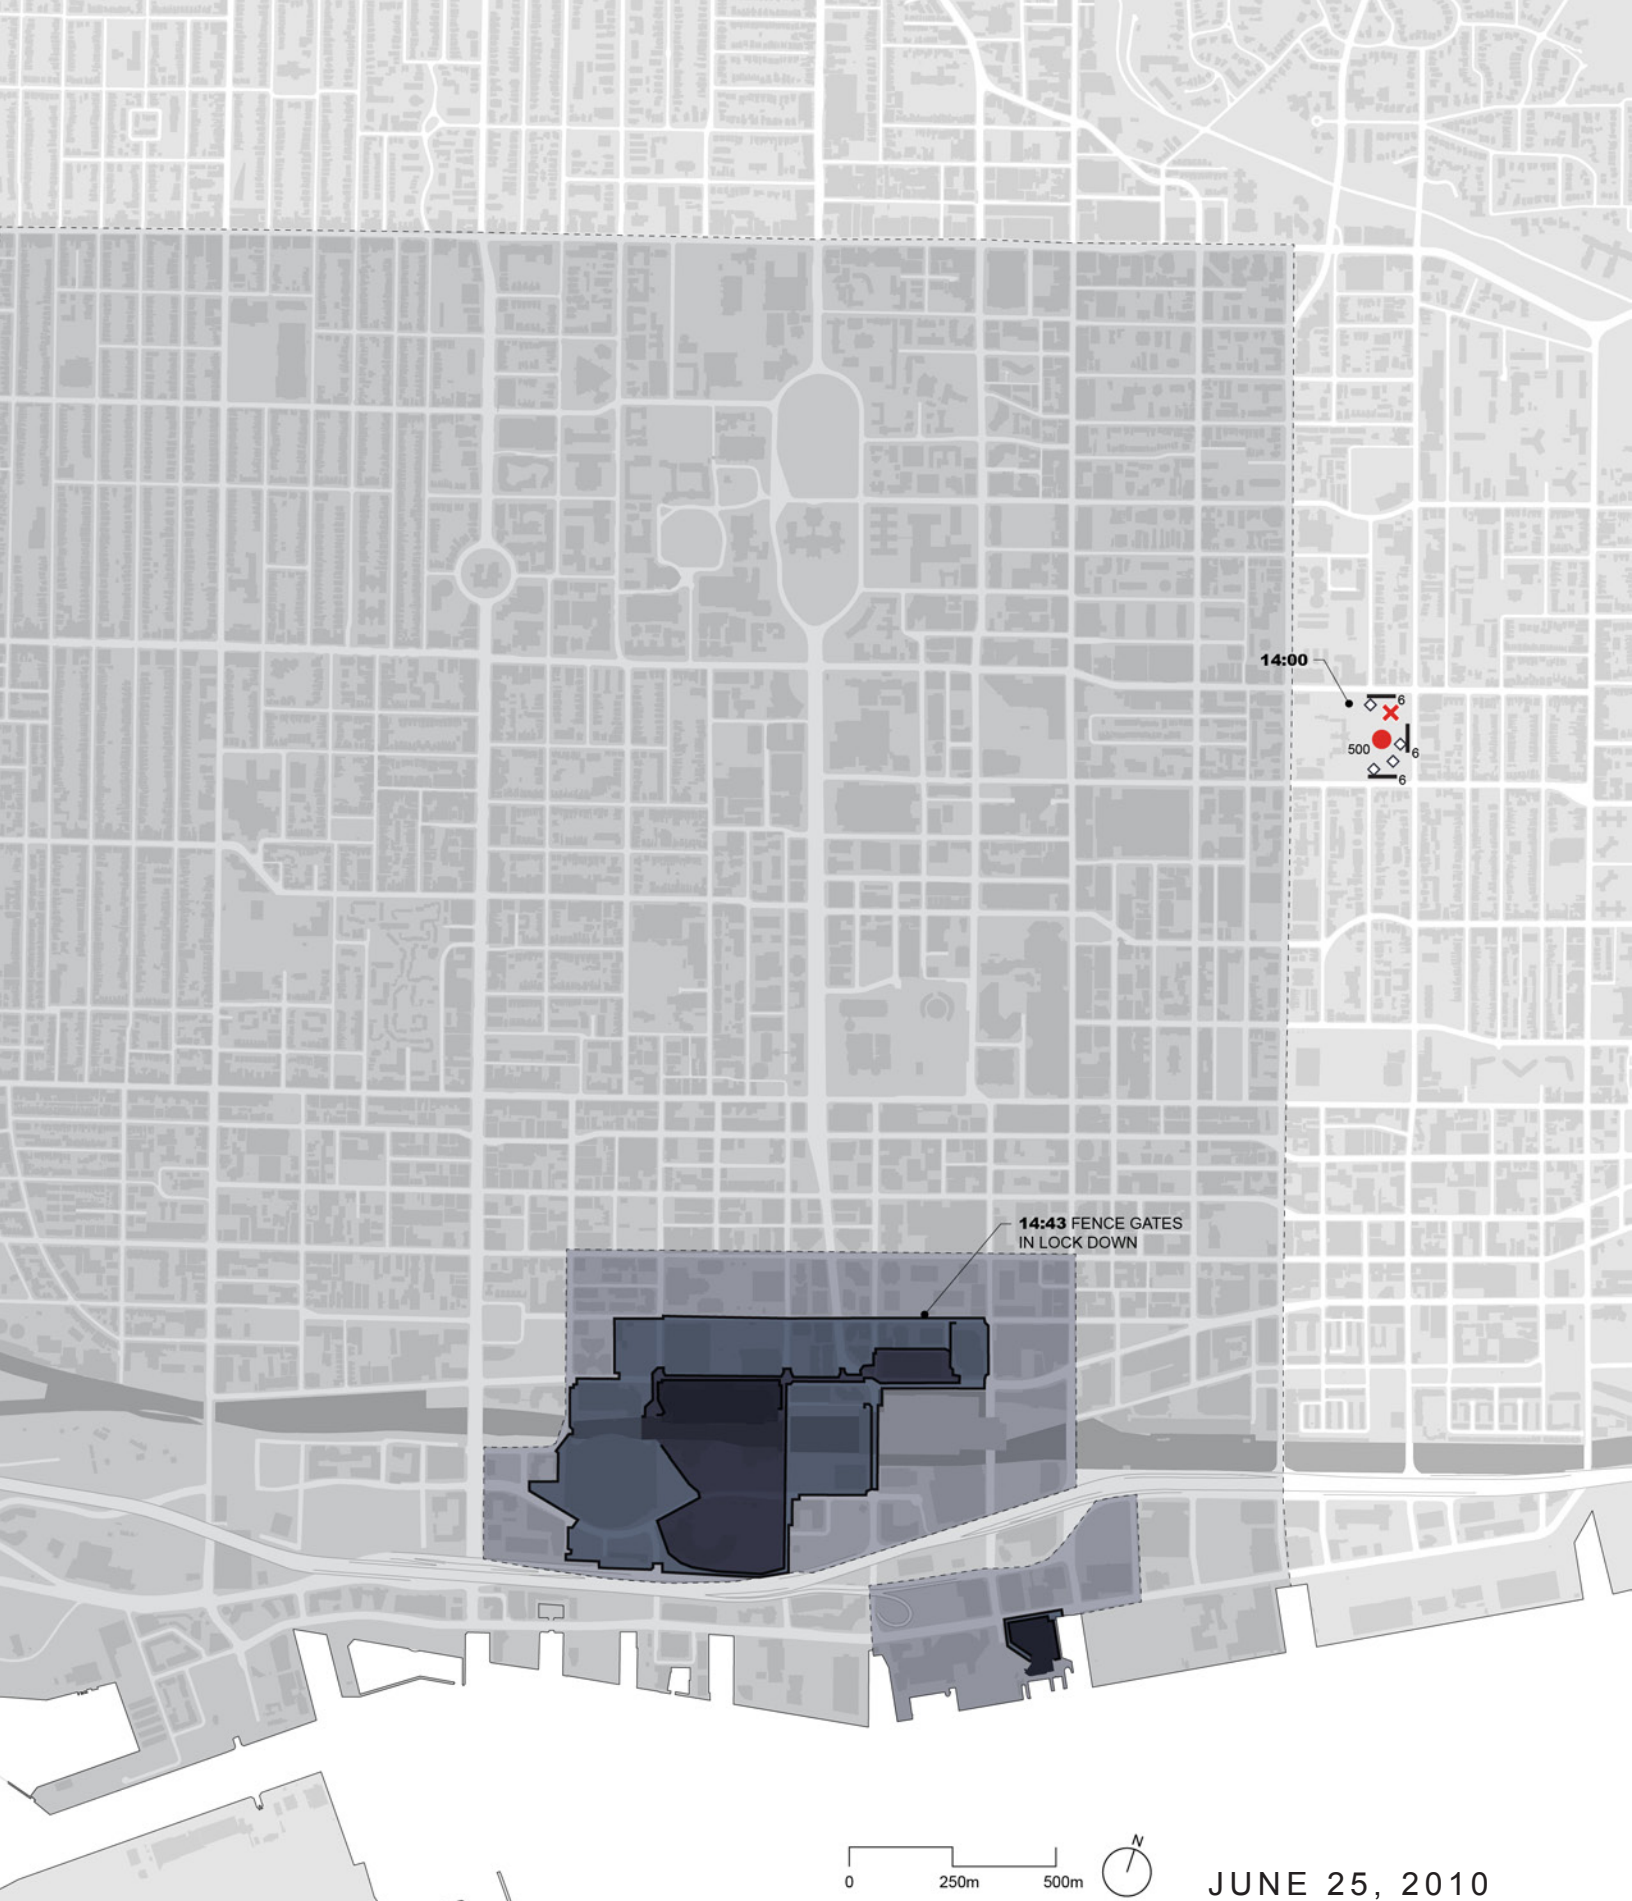 14:00
6
500
6
6
14:43 FENCE GATES
IN LOCK DOWN
N
0 250m 500m
JUNE 25, 2010